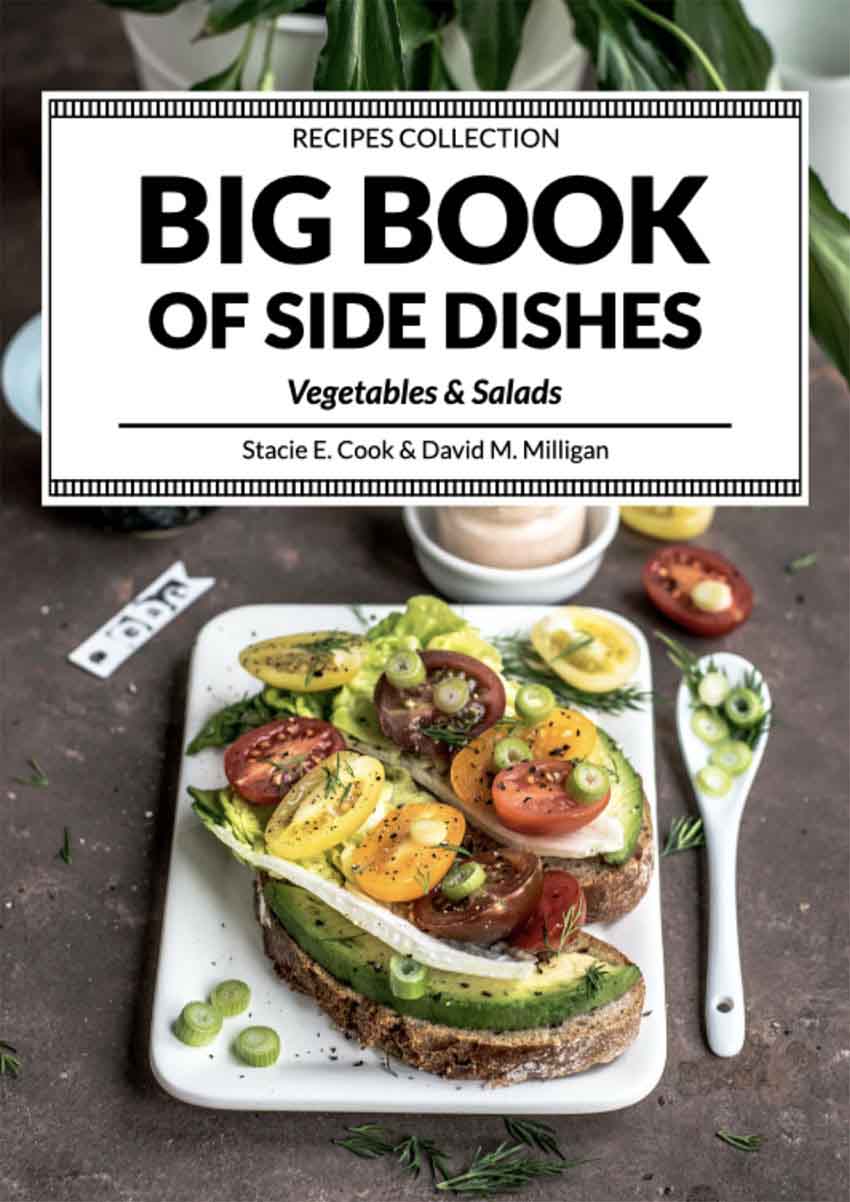 RECIPES COLLECTION
BIG BOOK
OF SIDE DISHES
Vegetables & Salads
Stacie E. Cook & David M. Milligan